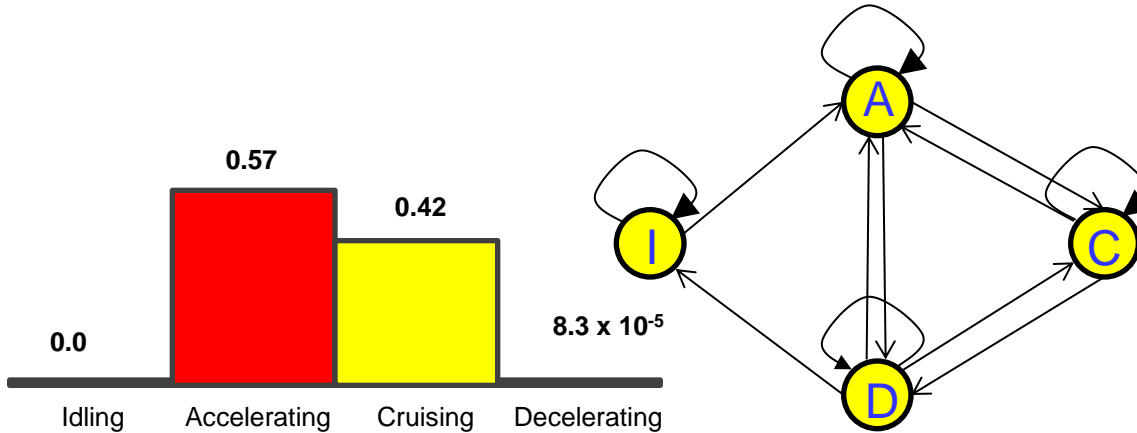 0.57
0.42
0.0
8.3 x 10-5
Idling Accelerating Cruising Decelerating
A
I
C
D